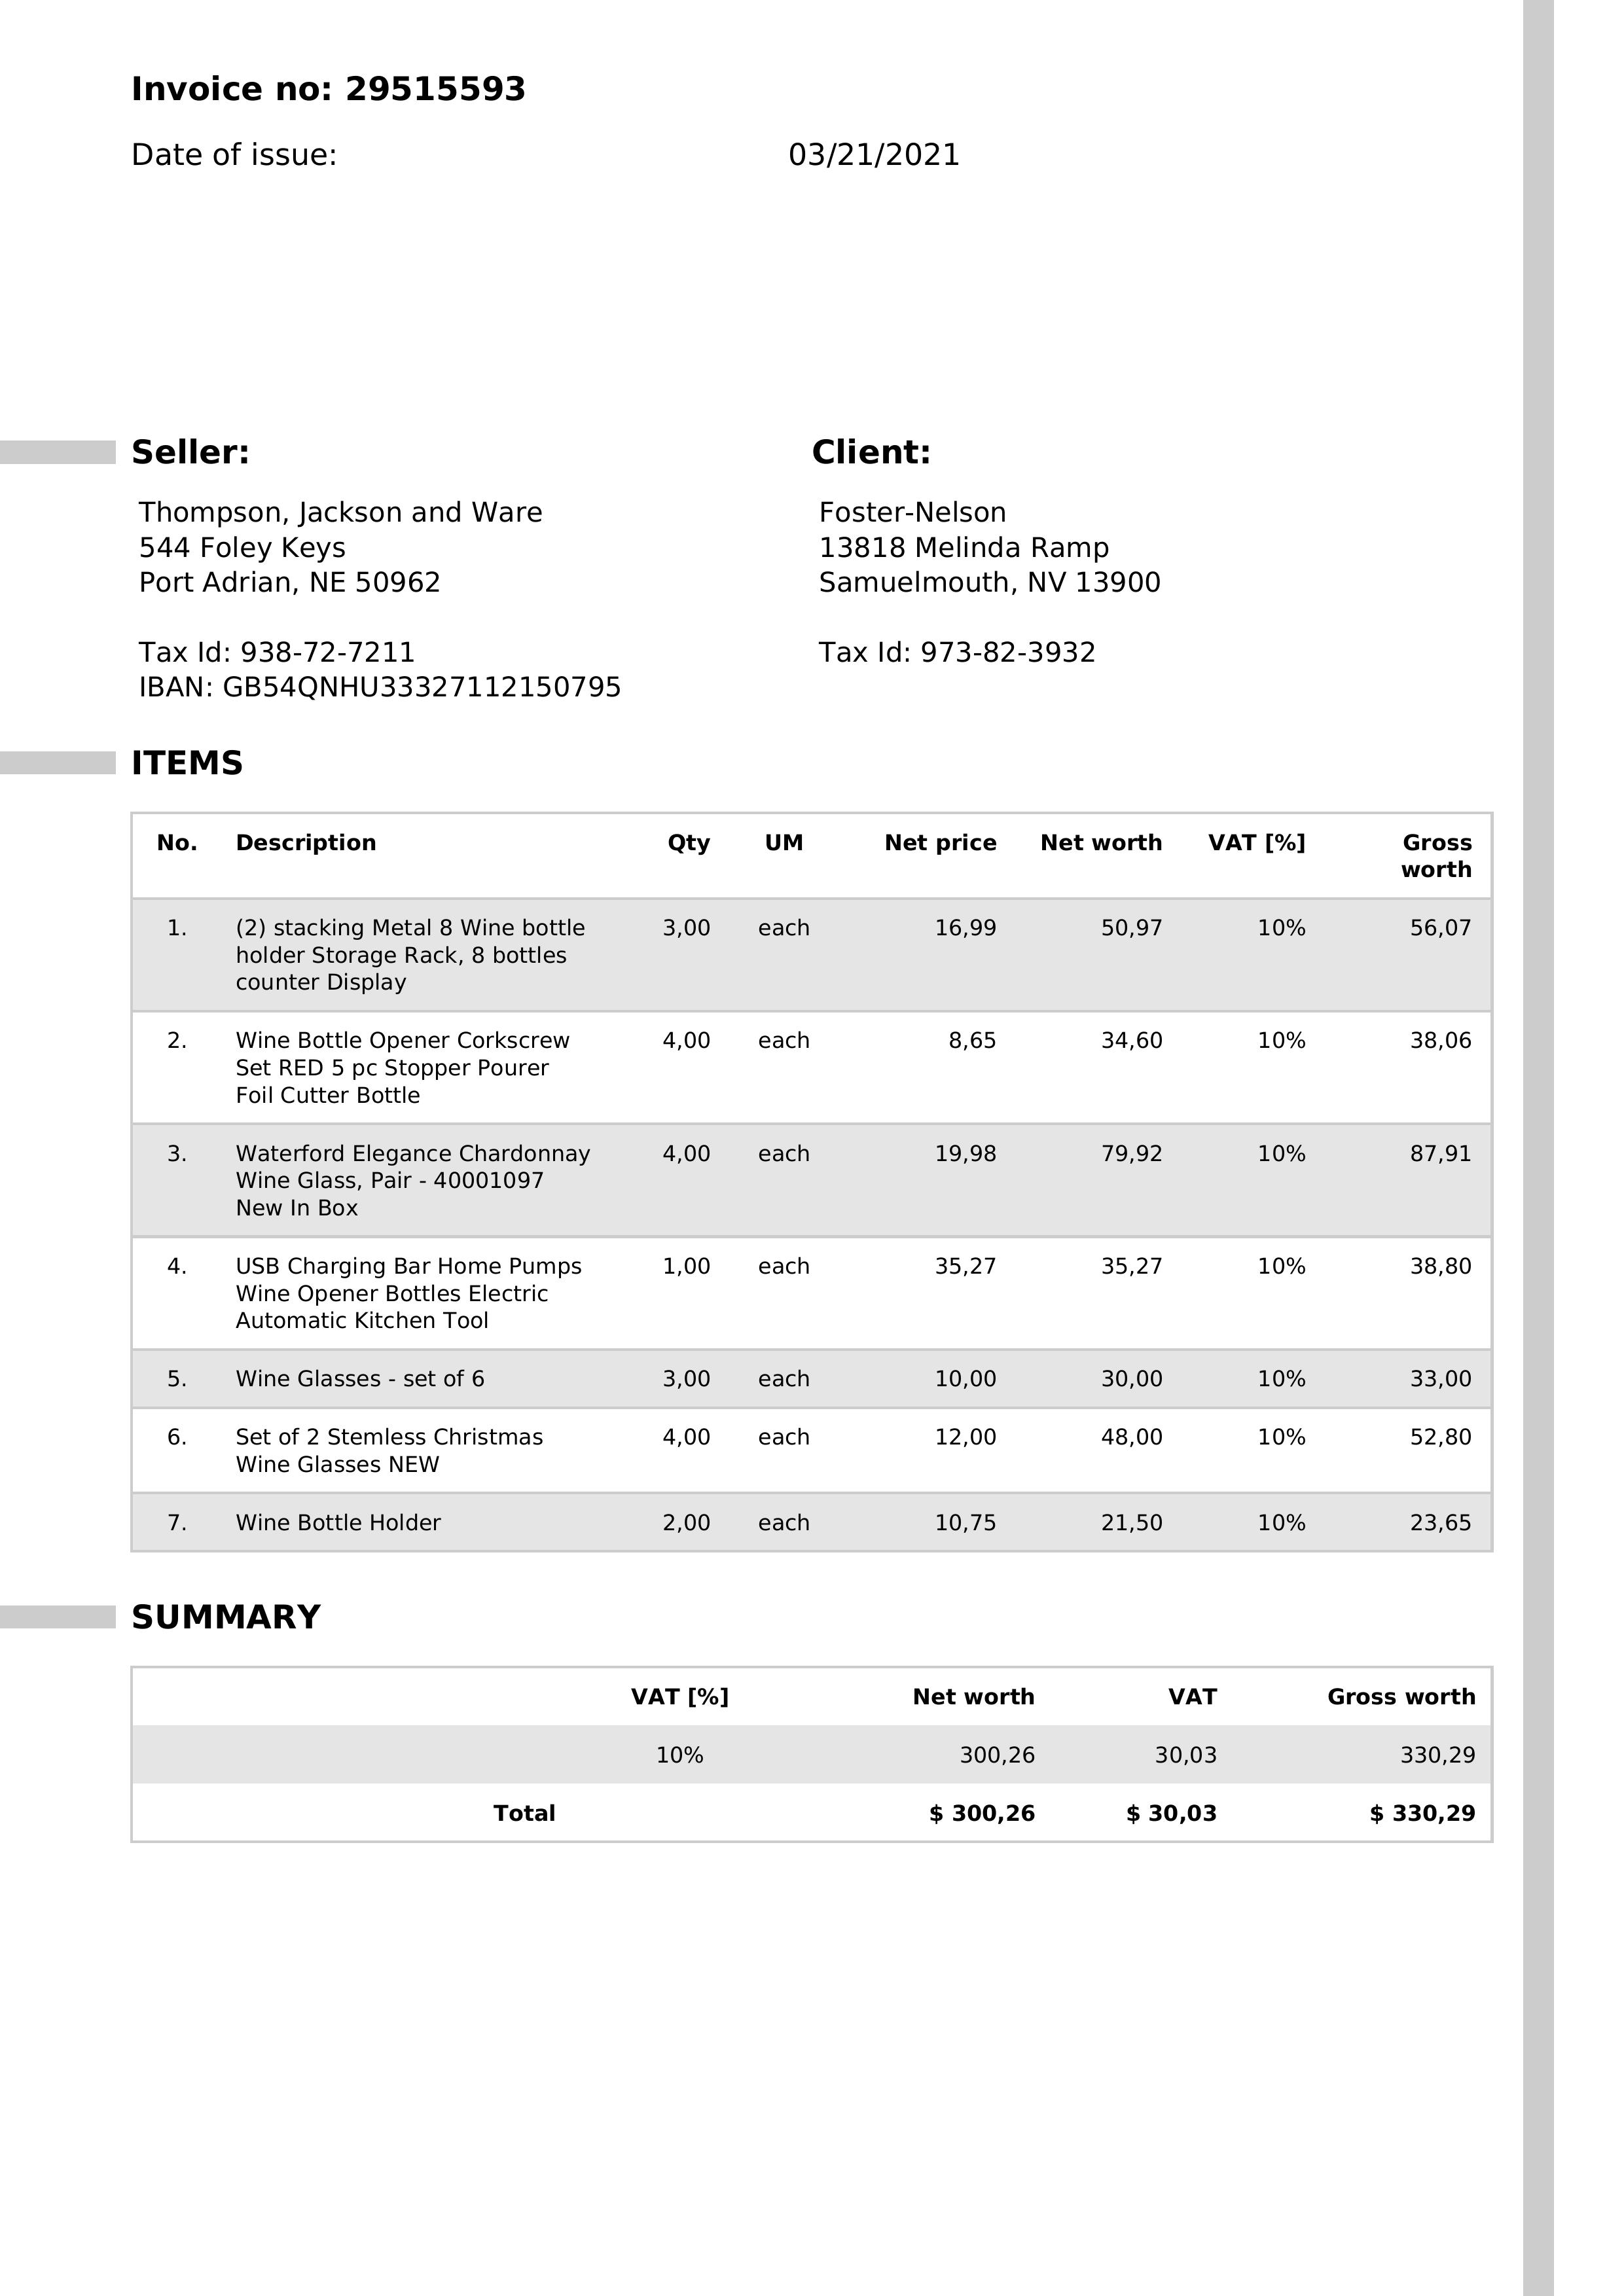 Invoice no: 29515593
Date of issue: 03/21/2021
Seller:
Thompson, Jackson and Ware
544 Foley Keys
Port Adrian, NE 50962
Tax Id: 938-72-7211
IBAN: GB54QNHU33327112150795
Client:
Foster-Nelson
13818 Melinda Ramp
Samuelmouth, NV 13900
Tax Id: 973-82-3932
ITEMS
No. Description Qty UM Net price Net worth VAT [%] Gross
worth
1. (2) stacking Metal 8 Wine bottle 3,00 each 16,99 50,97 10% 56,07
holder Storage Rack, 8 bottles
counter Display
2. Wine Bottle Opener Corkscrew 4,00 each 8,65 34,60 10% 38,06
Set RED 5 pc Stopper Pourer
Foil Cutter Bottle
3. Waterford Elegance Chardonnay 4,00 each 19,98 79,92 10% 87,91
Wine Glass, Pair - 40001097
New In Box
4. USB Charging Bar Home Pumps 1,00 each 35,27 35,27 10% 38,80
Wine Opener Bottles Electric
Automatic Kitchen Tool
5. Wine Glasses - set of 6 3,00 each 10,00 30,00 10% 33,00
6. Set of 2 Stemless Christmas 4,00 each 12,00 48,00 10% 52,80
Wine Glasses NEW
7. Wine Bottle Holder 2,00 each 10,75 21,50 10% 23,65
SUMMARY
VAT [%] Net worth VAT Gross worth
10% 300,26 30,03 330,29
Total $ 300,26 $ 30,03 $ 330,29